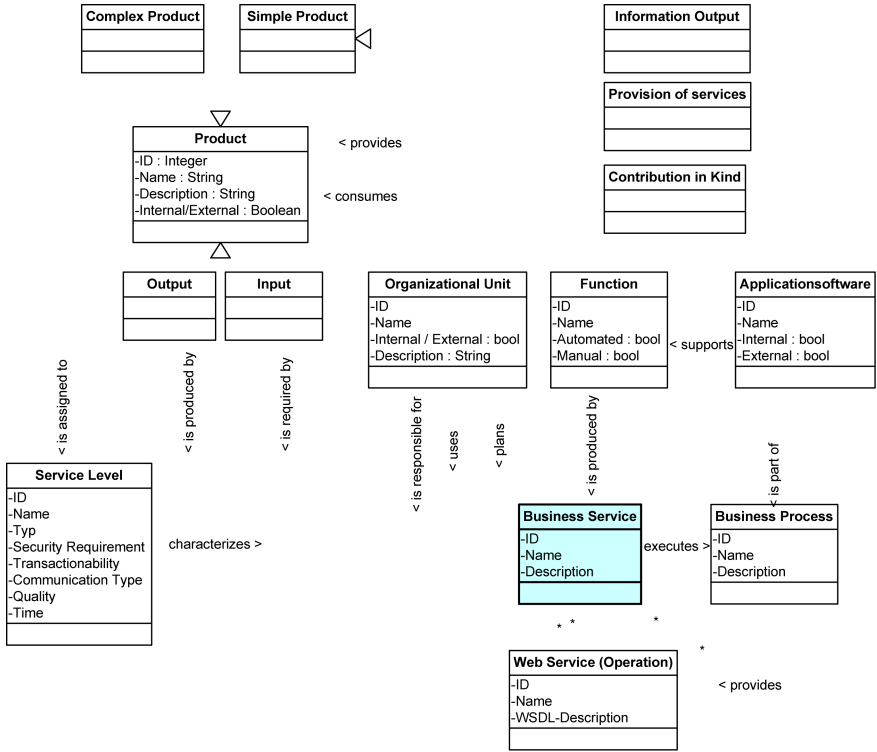 Complex Product
Simple Product
Information Output
Provision of services
Product
-ID : Integer
-Name : String
-Description : String
-Internal/External : Boolean
< provides
< consumes
Contribution in Kind
Output
Input
Organizational Unit
-ID
-Name
-Internal / External : bool
-Description : String
Function
-ID
-Name
-Automated : bool
-Manual : bool
< supports
Applicationsoftware
-ID
-Name
-Internal : bool
-External : bool
< is assigned to
< is produced by
< is required by
< is responsible for
< uses
< plans
< is produced by
< is part of
Service Level
-ID
-Name
-Typ
-Security Requirement
-Transactionability
-Communication Type
-Quality
-Time
characterizes >
Business Service
-ID
-Name
-Description
executes >
Business Process
-ID
-Name
-Description
* *
*
*
Web Service (Operation)
-ID
-Name
-WSDL-Description
< provides